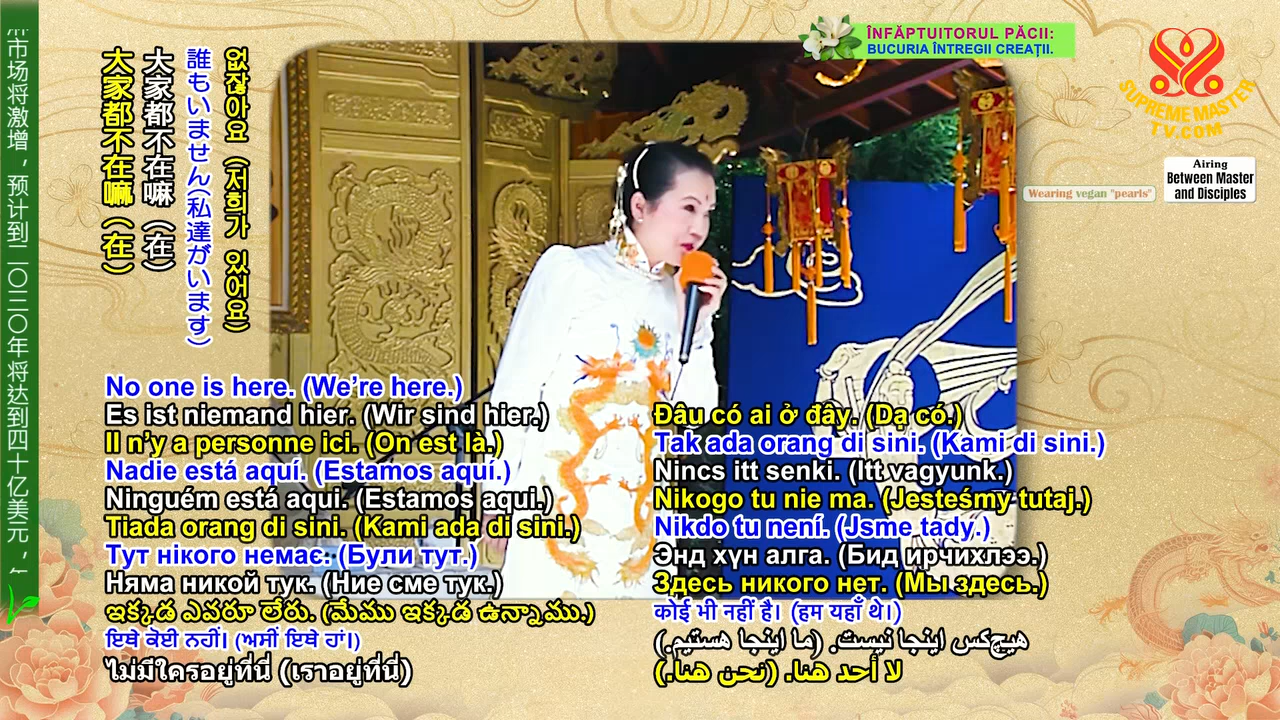 市场将激增，预计到二〇三〇年将达到四十亿美元，
ÎNFĂPTUITORUL PĂCII:
BUCURIA ÎNTREGII CREAȚII.
SUPREME MASTER
TV.COM
Wearing vegan "pearls"
Airing
Between Master
and Disciples
없잖아요 (저희가 있어요)
誰もいません(私達がいます)
大家都不在嘛（在）
大家都不在嘛（在）
No one is here. (We’re here.)
Es ist niemand hier. (Wir sind hier.)
Il n’y a personne ici. (On est là.)
Nadie está aquí. (Estamos aquí.)
Ninguém está aqui. (Estamos aqui.)
Tiada orang di sini. (Kami ada di sini.)
Тут нікого немає. (Були тут.)
Няма никой тук. (Ние сме тук.)
ఇక్కడ ఎవరూ లేరు. (మేము ఇక్కడ ఉన్నాము.)
ਇਥੇ ਕੋਈ ਨਹੀਂ। (ਅਸੀਂ ਇਥੇ ਹਾਂ।)
ไม่มีใครอยู่ที่นี่ (เราอยู่ที่นี่)
Đâu có ai ở đây. (Dạ có.)
Tak ada orang di sini. (Kami di sini.)
Nincs itt senki. (Itt vagyunk.)
Nikogo tu nie ma. (Jesteśmy tutaj.)
Nikdo tu není. (Jsme tady.)
Энд хүн алга. (Бид ирчихлээ.)
Здесь никого нет. (Мы здесь.)
कोई भी नहीं है। (हम यहाँ थे।)
هیچ‌کس اینجا نیست. (ما اینجا هستیم.)
لا أحد هنا. (نحن هنا.)